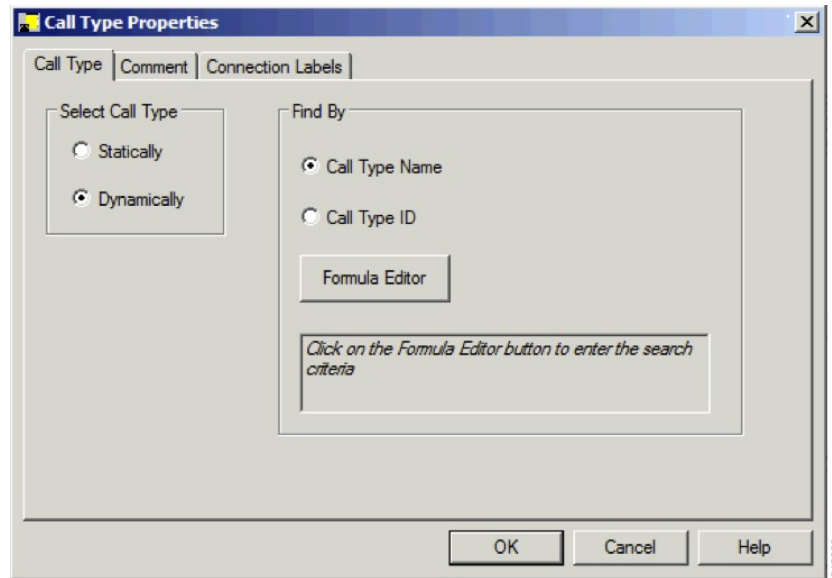 Call Type Properties
Call Type
Comment
Connection Labels
Select Call Type
Statically
Dynamically
Find By
Call Type Name
Call Type ID
Formula Editor
Click on the Formula Editor button to enter the search
criteria
OK
Cancel
Help